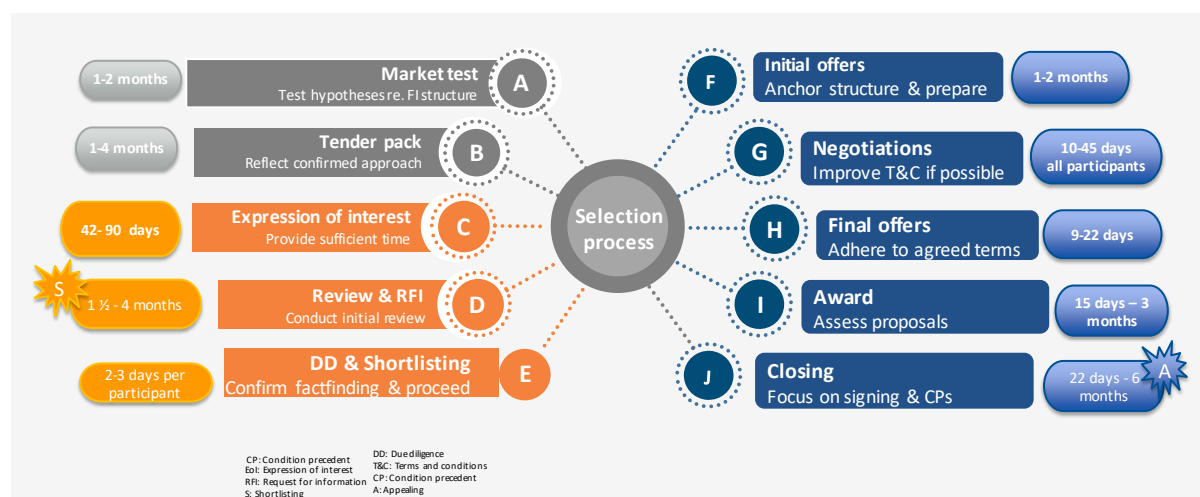 1-2 months
Market test
Test hypotheses re. FI structure
A
1-4 months
Tender pack
Reflect confirmed approach
B
42- 90 days
Expression of interest
Provide sufficient time
C
S
1 ½ - 4 months
Review & RFI
Conduct initial review
D
2-3 days per
participant
DD & Shortlisting
Confirm factfinding & proceed
E
Selection
process
F
Initial offers
Anchor structure & prepare
1-2 months
G
Negotiations
Improve T&C if possible
10-45 days
all participants
H
Final offers
Adhere to agreed terms
9-22 days
I
Award
Assess proposals
15 days – 3
months
J
Closing
Focus on signing & CPs
22 days - 6
months
A
CP: Condition precedent
EoI: Expression of interest
RFI: Request for information
S: Shortlisting
DD: Due diligence
T&C: Terms and conditions
CP: Condition precedent
A: Appealing